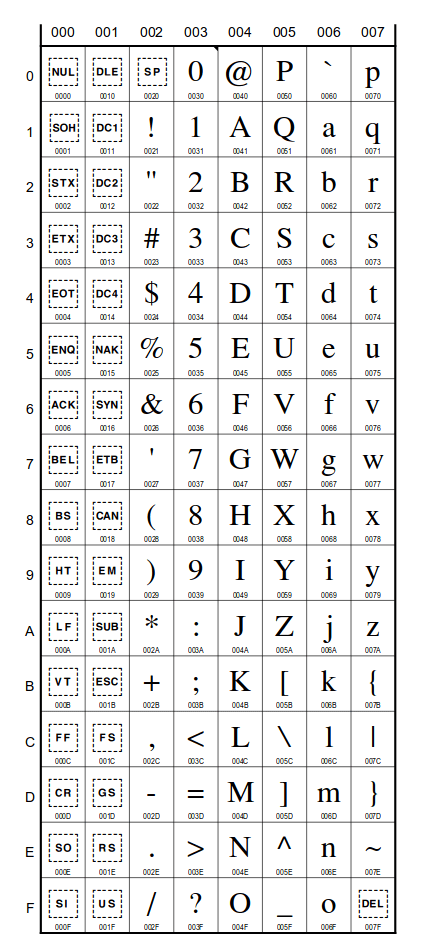 000 001 002 003 004 005 006 007
0 NUL DLE SP 0 @ P ` p
0000 0010 0020 0030 0040 0050 0060 0070
1 SOH DC1 ! 1 A Q a q
0001 0011 0021 0031 0041 0051 0061 0071
2 STX DC2 " 2 B R b r
0002 0012 0022 0032 0042 0052 0062 0072
3 ETX DC3 # 3 C S c s
0003 0013 0023 0033 0043 0053 0063 0073
4 EOT DC4 $ 4 D T d t
0004 0014 0024 0034 0044 0054 0064 0074
5 ENQ NAK % 5 E U e u
0005 0015 0025 0035 0045 0055 0065 0075
6 ACK SYN & 6 F V f v
0006 0016 0026 0036 0046 0056 0066 0076
7 BEL ETB ' 7 G W g w
0007 0017 0027 0037 0047 0057 0067 0077
8 BS CAN ( 8 H X h x
0008 0018 0028 0038 0048 0058 0068 0078
9 HT EM ) 9 I Y i y
0009 0019 0029 0039 0049 0059 0069 0079
A LF SUB * : J Z j z
000A 001A 002A 003A 004A 005A 006A 007A
B VT ESC + ; K [ k {
000B 001B 002B 003B 004B 005B 006B 007B
C FF FS , < L \ l |
000C 001C 002C 003C 004C 005C 006C 007C
D CR GS - = M ] m }
000D 001D 002D 003D 004D 005D 006D 007D
E SO RS . > N ^ n ~
000E 001E 002E 003E 004E 005E 006E 007E
F SI US / ? O _ o DEL
000F 001F 002F 003F 004F 005F 006F 007F